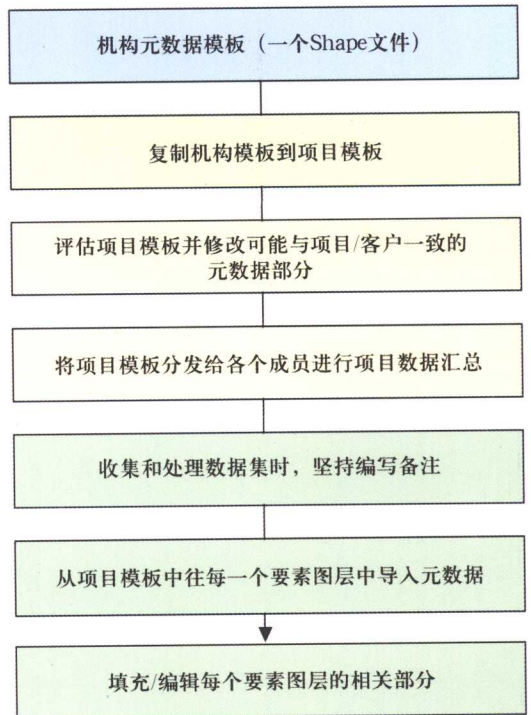 机构元数据模板（一个Shape文件）
复制机构模板到项目模板
评估项目模板并修改可能与项目/客户一致的
元数据部分
将项目模板分发给各个成员进行项目数据汇总
收集和处理数据集时，坚持编写备注
从项目模板中往每一个要素图层中导入元数据
填充/编辑每个要素图层的相关部分